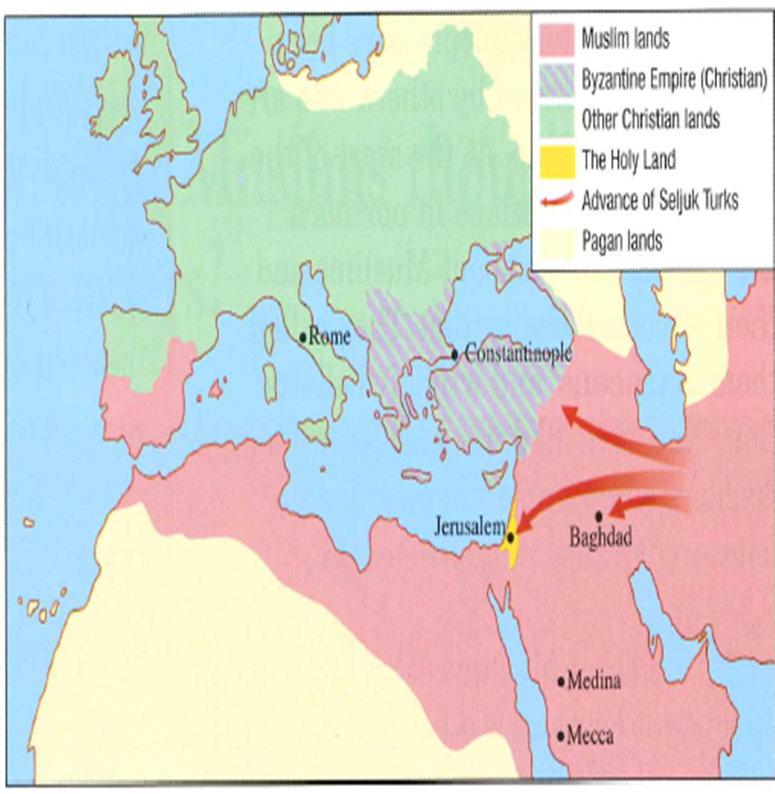 Muslim lands
Byzantine Empire (Christian)
Other Christian lands
The Holy Land
Advance of Seljuk Turks
Pagan lands
Rome
Constantinople
Jerusalem
Baghdad
Medina
Mecca